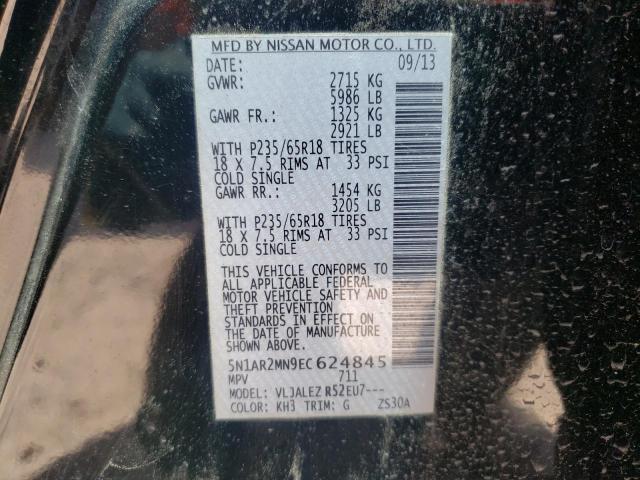 MFD BY NISSAN MOTOR CO., LTD.
DATE: 09/13
GVWR: 2715 KG
5986 LB
GAWR FR.: 1325 KG
2921 LB
WITH P235/65R18 TIRES
18 X 7.5 RIMS AT 33 PSI
COLD SINGLE
GAWR RR.: 1454 KG
3205 LB
WITH P235/65R18 TIRES
18 X 7.5 RIMS AT 33 PSI
COLD SINGLE
THIS VEHICLE CONFORMS TO
ALL APPLICABLE FEDERAL
MOTOR VEHICLE SAFETY AND
THEFT PREVENTION
STANDARDS IN EFFECT ON
THE DATE OF MANUFACTURE
SHOWN ABOVE.
5N1AR2MN9EC 624845
MPV 711
MODEL: VLJALEZ R52EU7---
COLOR: KH3 TRIM: G ZS30A